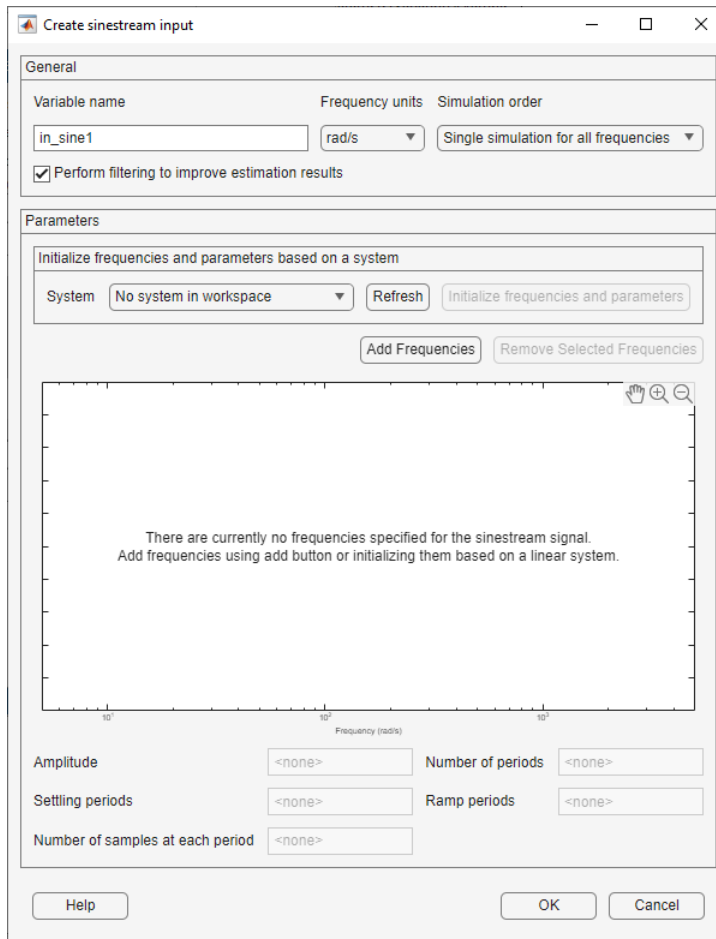 Create sinestream input
General
Variable name Frequency units Simulation order
in_sine1 rad/s Single simulation for all frequencies
Perform filtering to improve estimation results
Parameters
Initialize frequencies and parameters based on a system
System No system in workspace Refresh Initialize frequencies and parameters
Add Frequencies Remove Selected Frequencies
There are currently no frequencies specified for the sinestream signal.
Add frequencies using add button or initializing them based on a linear system.
10¹ 10² 10³
Frequency (rad/s)
Amplitude <none> Number of periods <none>
Settling periods <none> Ramp periods <none>
Number of samples at each period <none>
Help OK Cancel